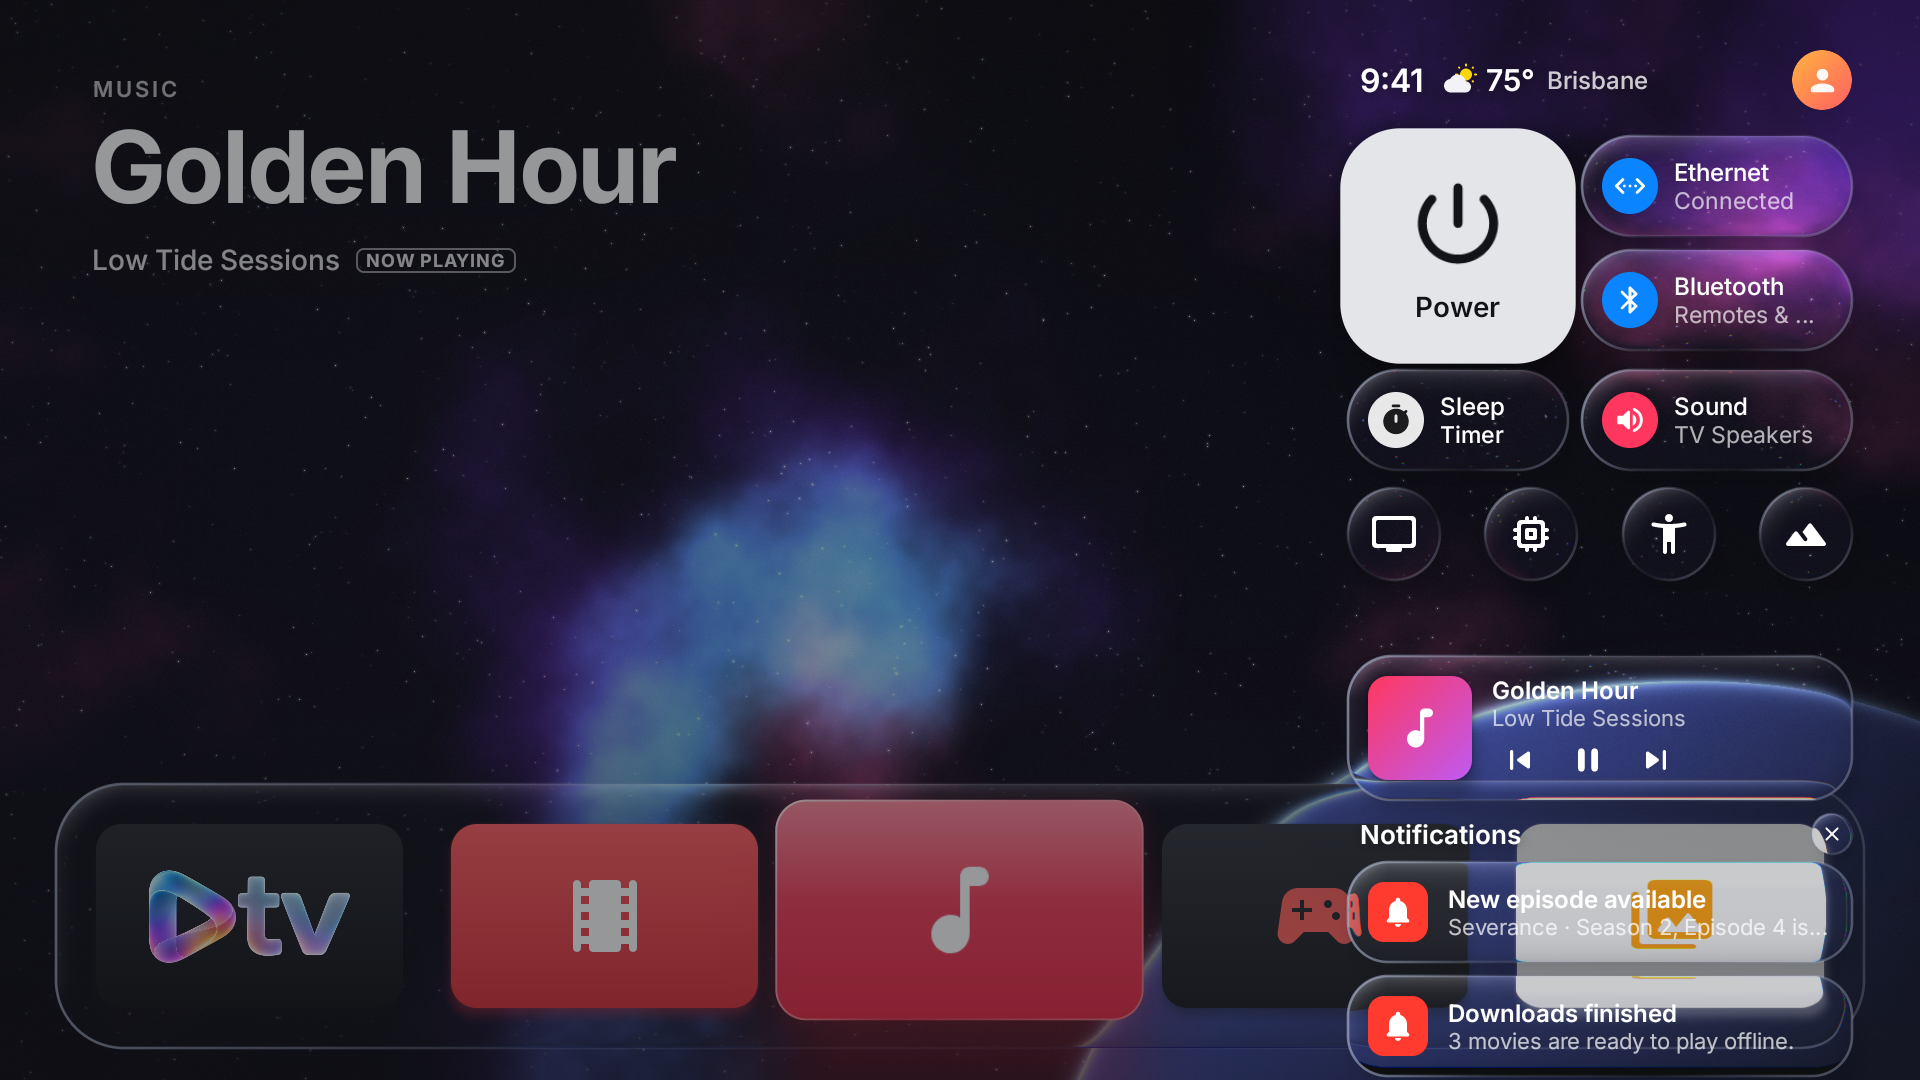 MUSIC
Golden Hour
Low Tide Sessions NOW PLAYING
9:41 75° Brisbane
Power
Ethernet
Connected
Bluetooth
Remotes & ...
Sleep
Timer
Sound
TV Speakers
Golden Hour
Low Tide Sessions
Notifications
New episode available
Severance · Season 2, Episode 4 is...
Downloads finished
3 movies are ready to play offline.
tv